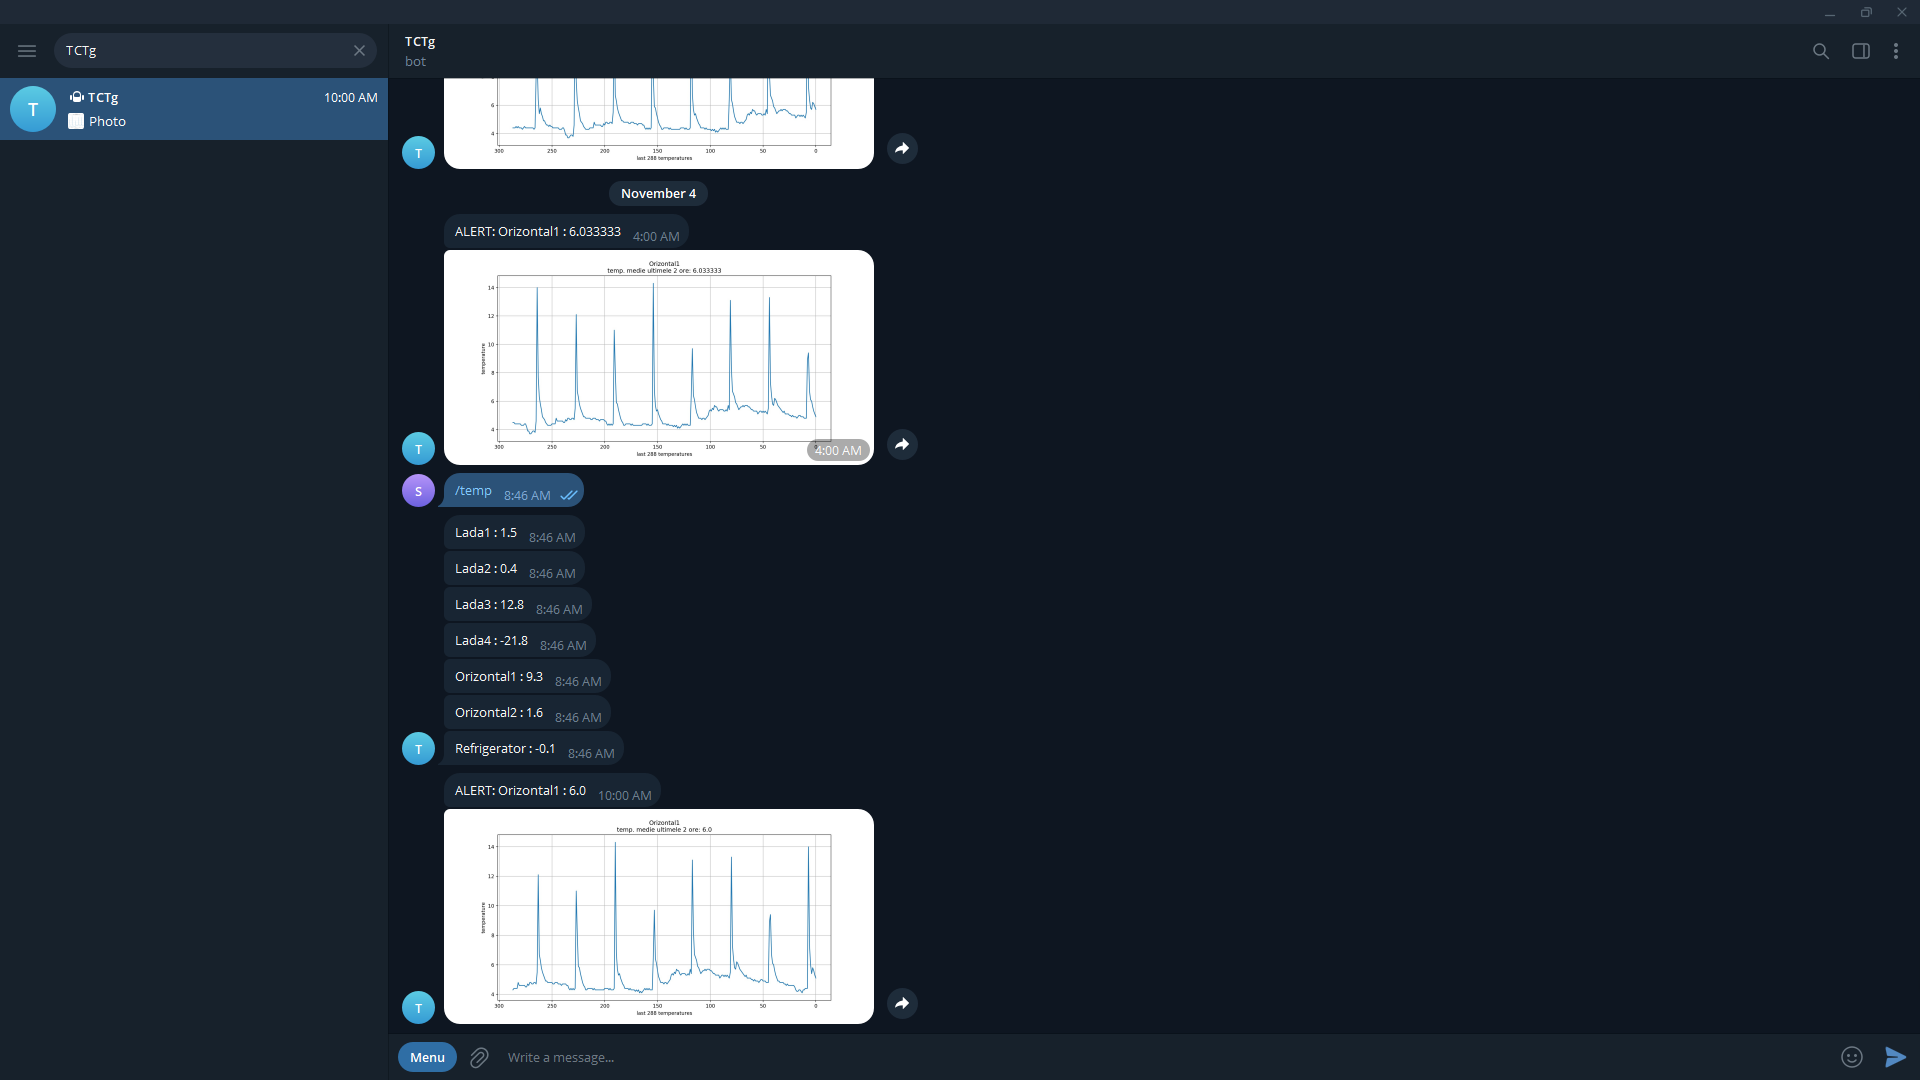 TCTg
T
TCTg
10:00 AM
Photo
TCTg
bot
6
4
300 250 200 150 100 50 0
last 288 temperatures
T
November 4
ALERT: Orizontal1 : 6.033333 4:00 AM
Orizontal1
temp. medie ultimele 2 ore: 6.033333
14
12
10
8
6
4
temperature
300 250 200 150 100 50 0
last 288 temperatures
4:00 AM
T
S
/temp 8:46 AM
Lada1 : 1.5 8:46 AM
Lada2 : 0.4 8:46 AM
Lada3 : 12.8 8:46 AM
Lada4 : -21.8 8:46 AM
Orizontal1 : 9.3 8:46 AM
Orizontal2 : 1.6 8:46 AM
T
Refrigerator : -0.1 8:46 AM
ALERT: Orizontal1 : 6.0 10:00 AM
Orizontal1
temp. medie ultimele 2 ore: 6.0
14
12
10
8
6
4
temperature
300 250 200 150 100 50 0
last 288 temperatures
T
Menu
Write a message...